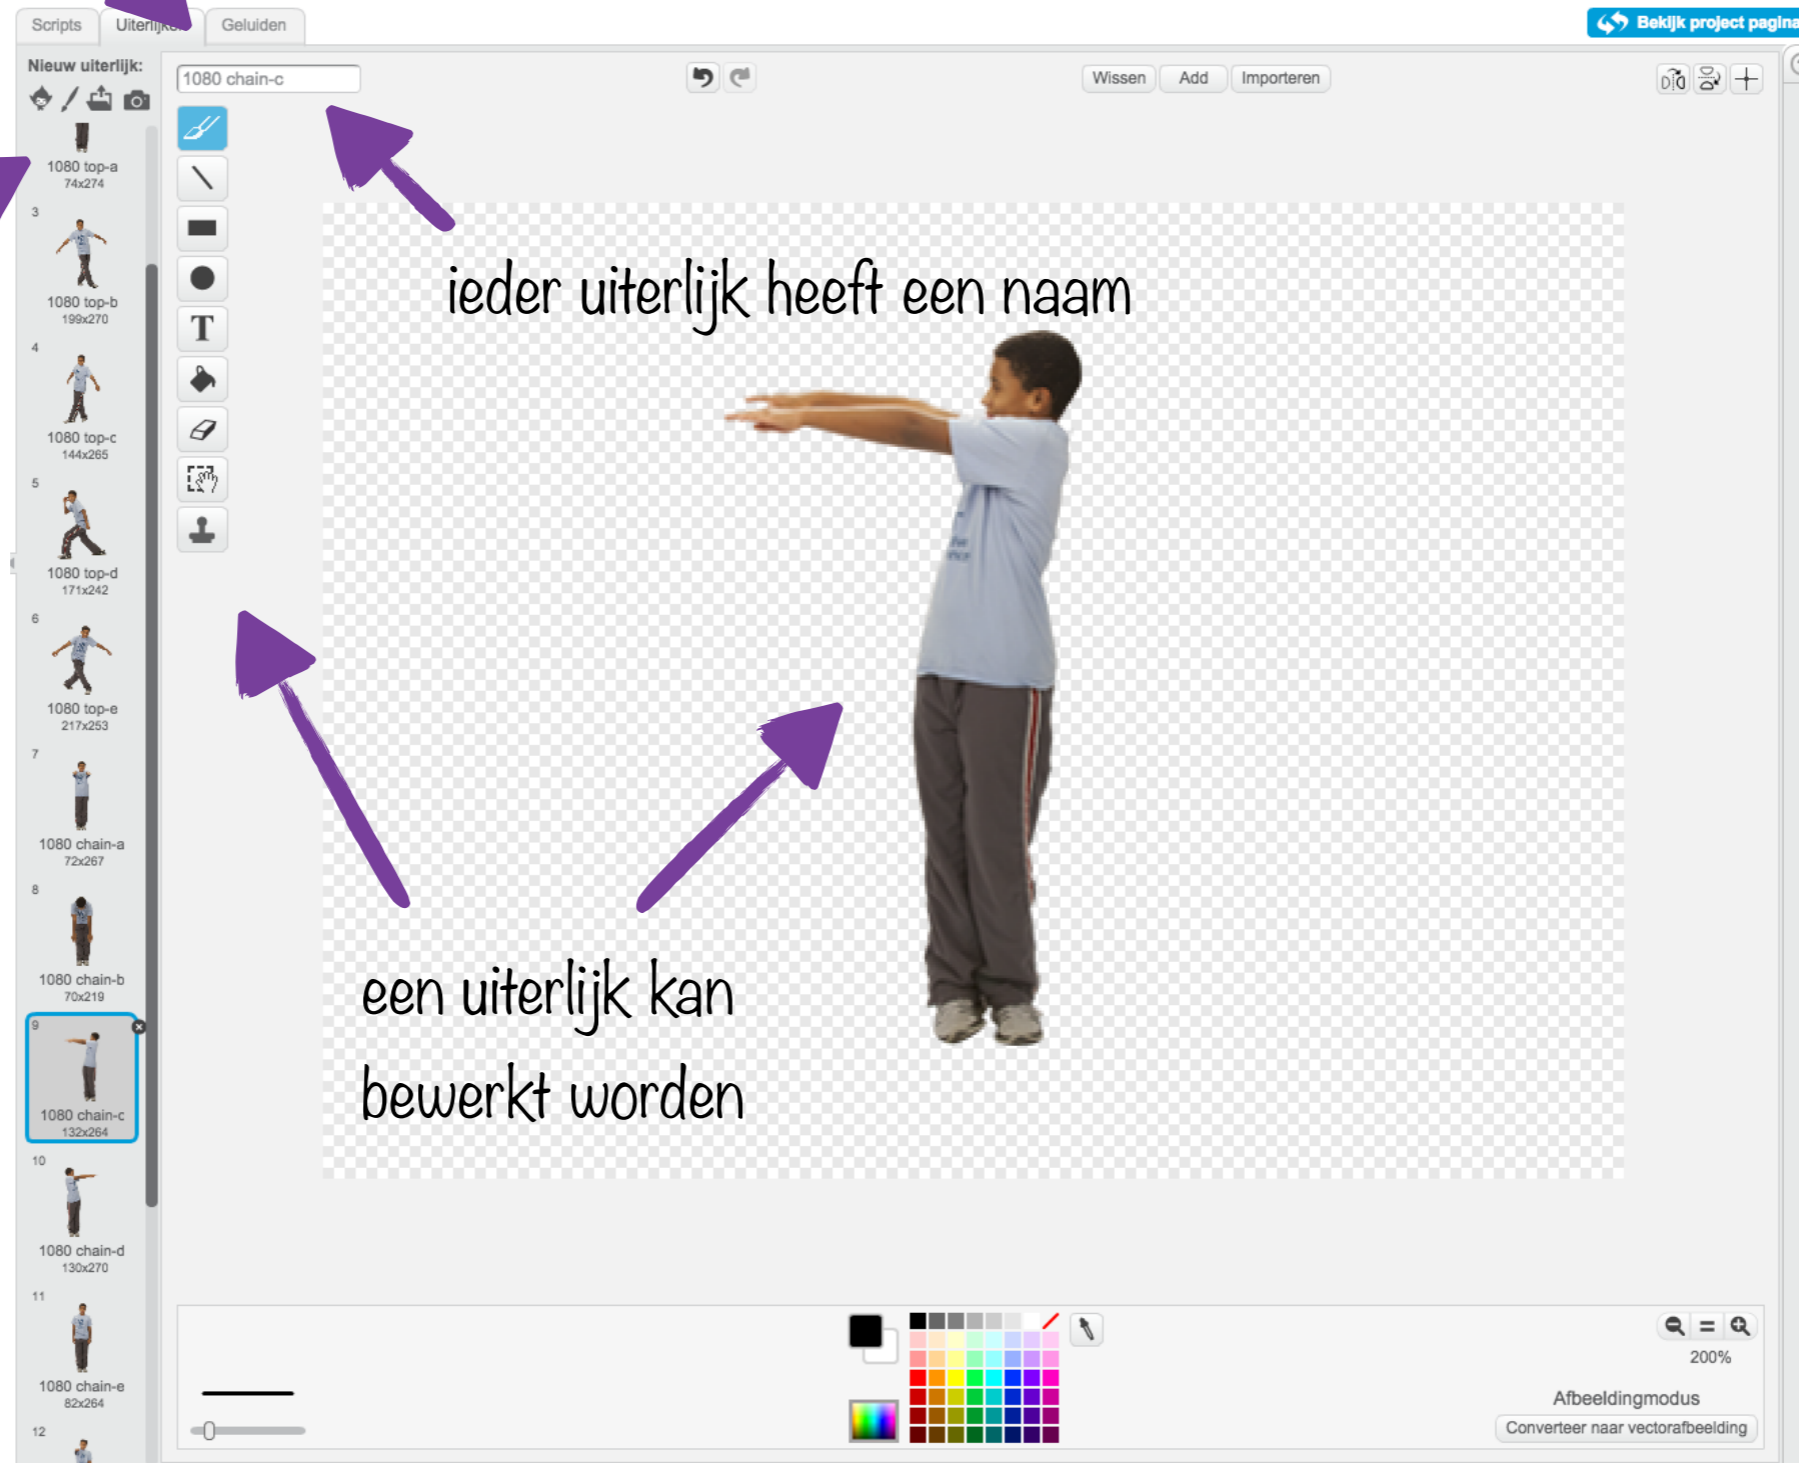 Scripts Uiterlijken Geluiden
Bekijk project pagina
Nieuw uiterlijk:
1080 chain-c
Wissen Add Importeren
1080 top-a
74x274
3
1080 top-b
199x270
4
1080 top-c
144x265
5
1080 top-d
171x242
6
1080 top-e
217x253
7
1080 chain-a
72x267
8
1080 chain-b
70x219
9
1080 chain-c
132x264
10
1080 chain-d
130x270
11
1080 chain-e
82x264
12
T
ieder uiterlijk heeft een naam
een uiterlijk kan
bewerkt worden
200%
Afbeeldingmodus
Converteer naar vectorafbeelding